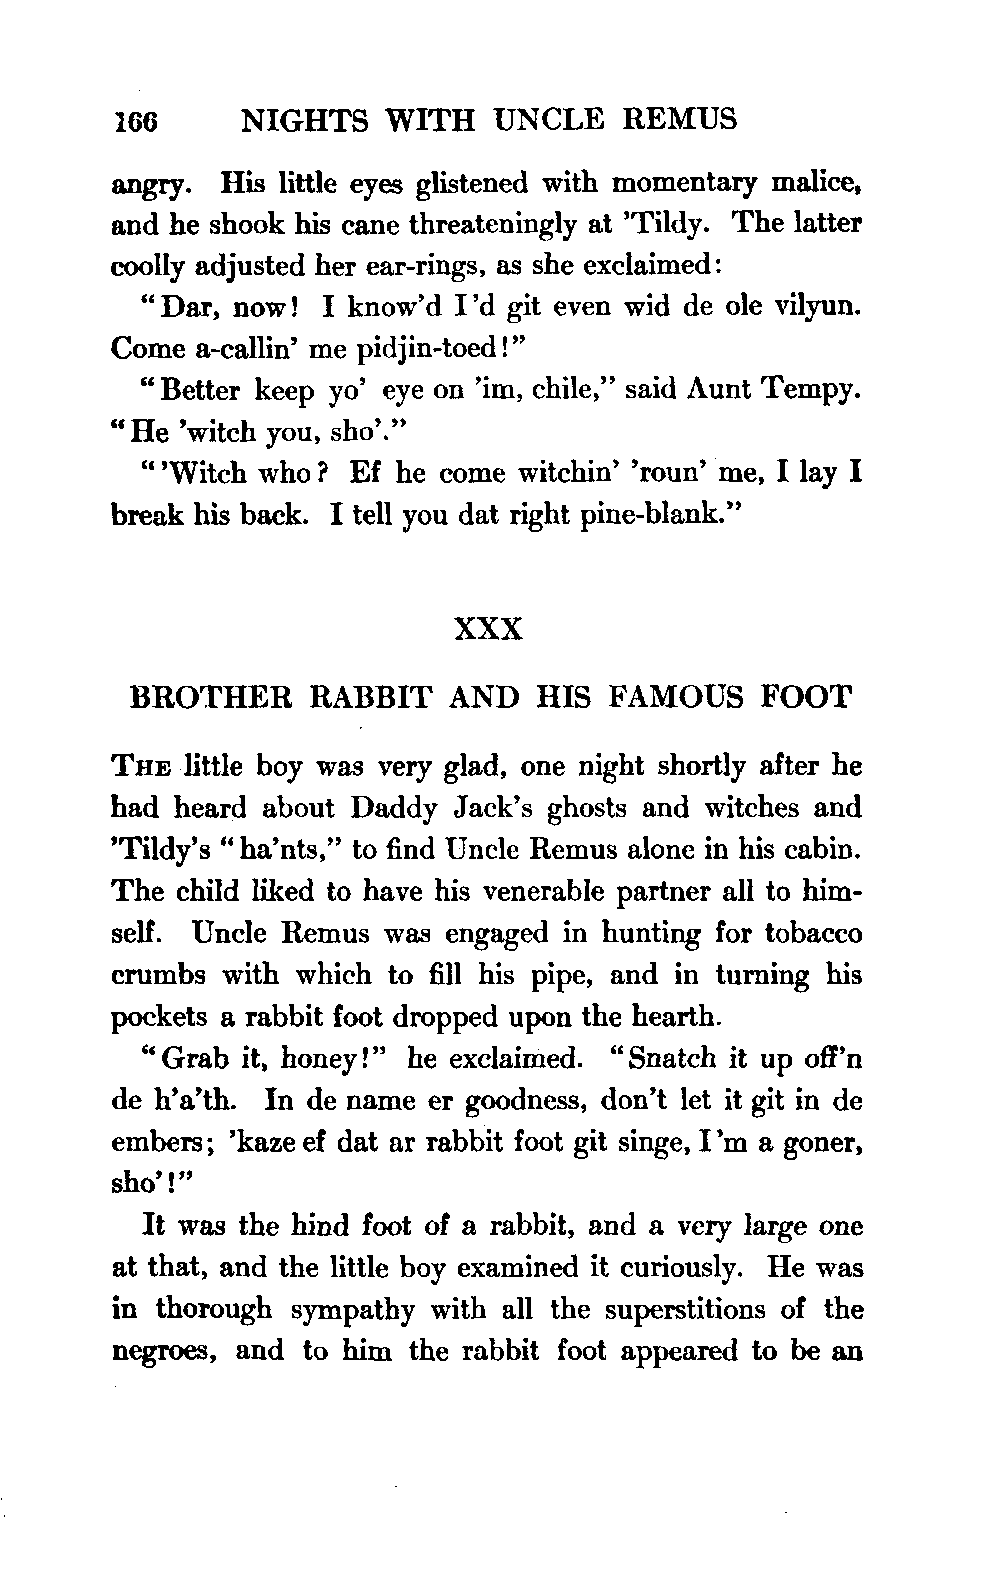 166 NIGHTS WITH UNCLE REMUS
angry. His little eyes glistened with momentary malice,
and he shook his cane threateningly at ’Tildy. The latter
coolly adjusted her ear-rings, as she exclaimed:
“Dar, now! I know’d I’d git even wid de ole vilyun.
Come a-callin’ me pidjin-toed!”
“Better keep yo’ eye on ’im, chile,” said Aunt Tempy.
“He ’witch you, sho’.”
“’Witch who? Ef he come witchin’ ’roun’ me, I lay I
break his back. I tell you dat right pine-blank.”
XXX
BROTHER RABBIT AND HIS FAMOUS FOOT
THE little boy was very glad, one night shortly after he
had heard about Daddy Jack’s ghosts and witches and
’Tildy’s “ha’nts,” to find Uncle Remus alone in his cabin.
The child liked to have his venerable partner all to him-
self. Uncle Remus was engaged in hunting for tobacco
crumbs with which to fill his pipe, and in turning his
pockets a rabbit foot dropped upon the hearth.
“Grab it, honey!” he exclaimed. “Snatch it up off’n
de h’a’th. In de name er goodness, don’t let it git in de
embers; ’kaze ef dat ar rabbit foot git singe, I’m a goner,
sho’!”
It was the hind foot of a rabbit, and a very large one
at that, and the little boy examined it curiously. He was
in thorough sympathy with all the superstitions of the
negroes, and to him the rabbit foot appeared to be an